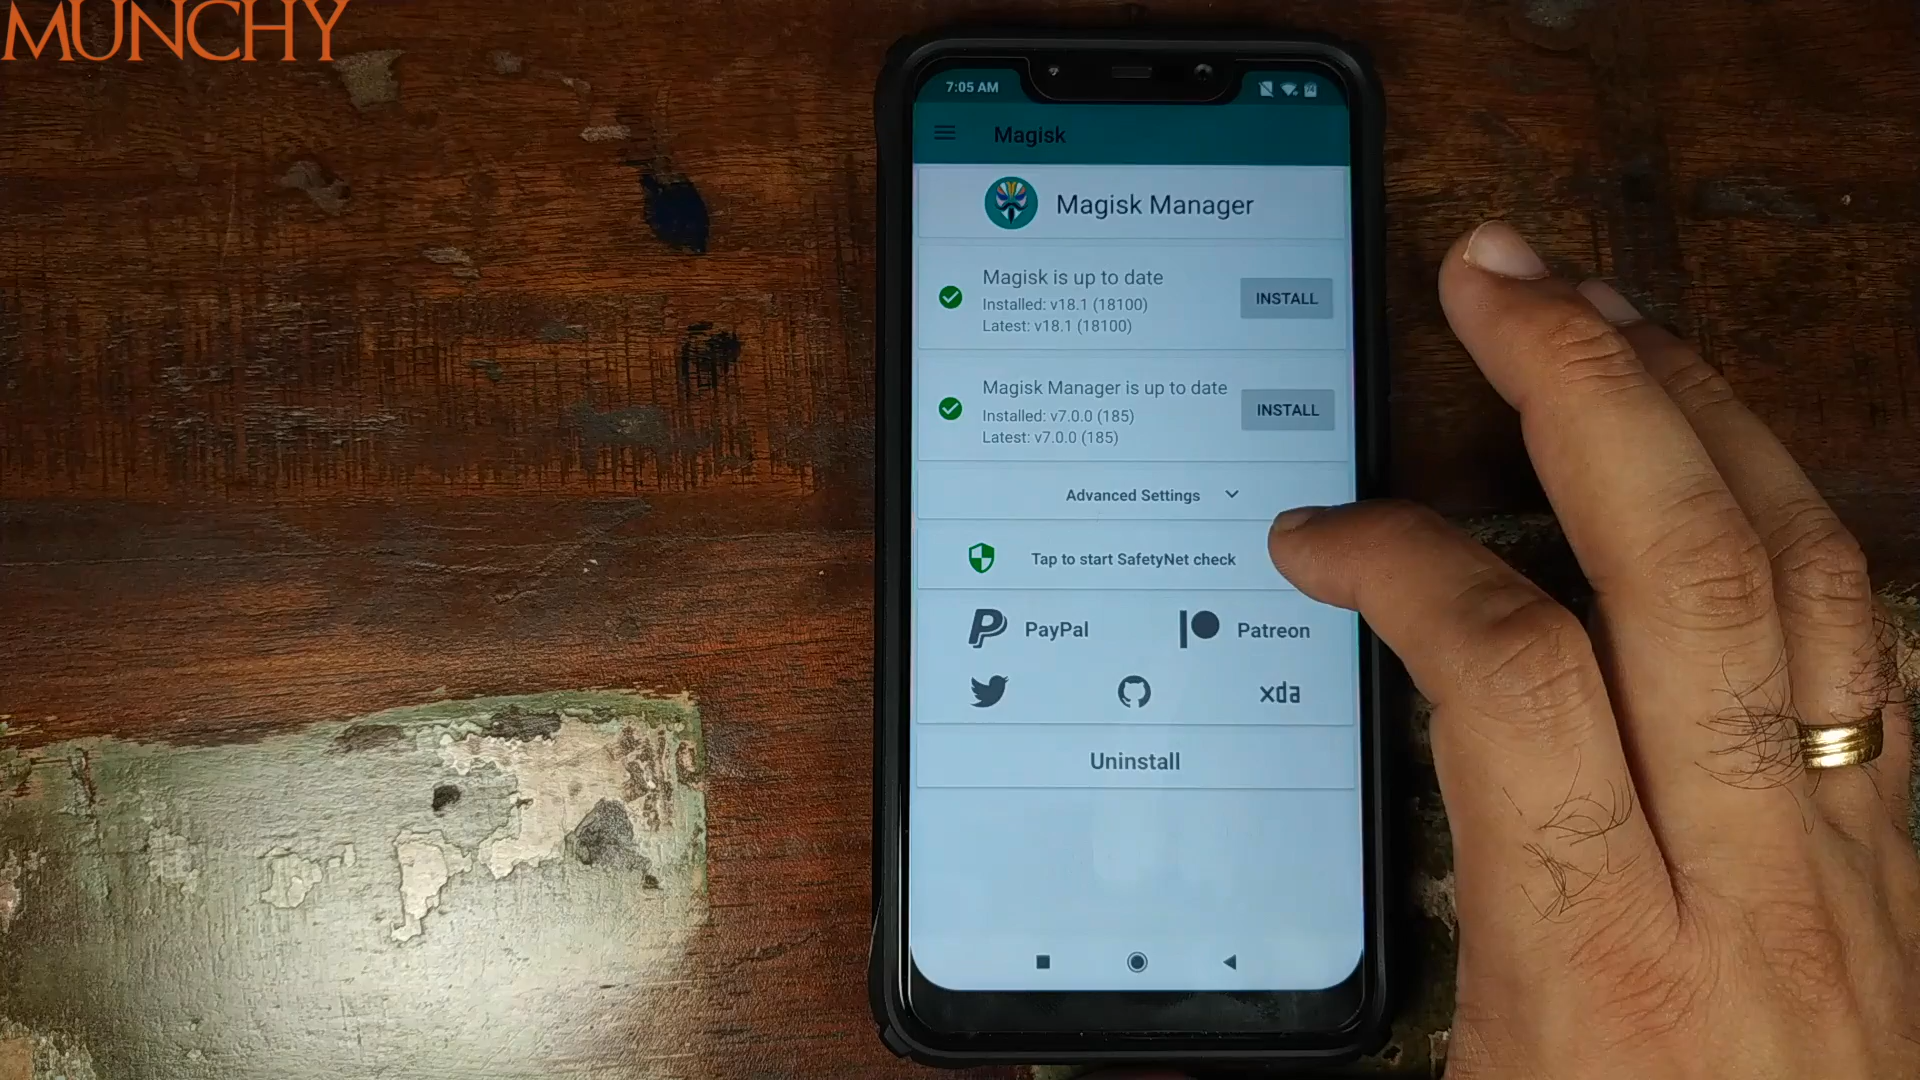 MUNCHY
7:05 AM
Magisk
Magisk Manager
Magisk is up to date
Installed: v18.1 (18100)
Latest: v18.1 (18100)
INSTALL
Magisk Manager is up to date
Installed: v7.0.0 (185)
Latest: v7.0.0 (185)
INSTALL
Advanced Settings
Tap to start SafetyNet check
PayPal
Patreon
xda
Uninstall